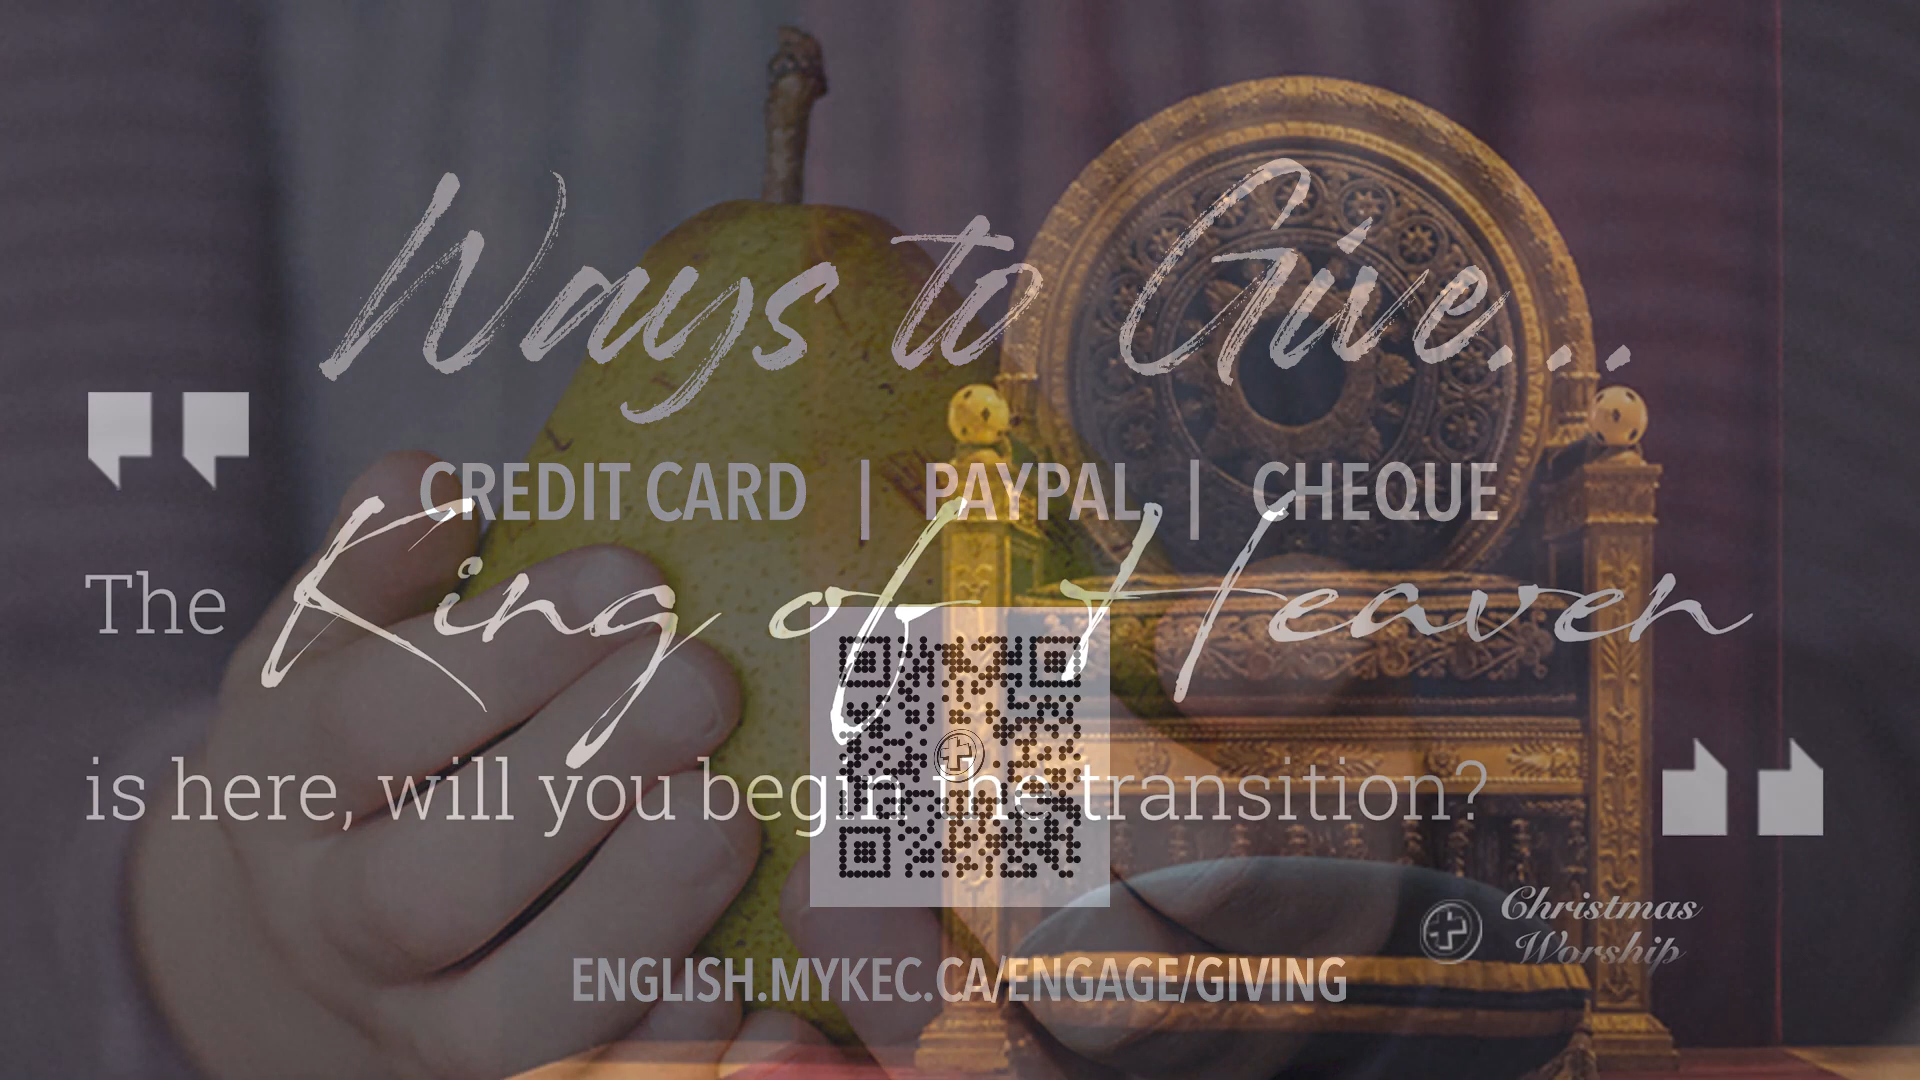 Ways to Give...
CREDIT CARD | PAYPAL | CHEQUE
"
The King of Heaven
is here, will you begin the transition?
"
Christmas
Worship
ENGLISH.MYKEC.CA/ENGAGE/GIVING